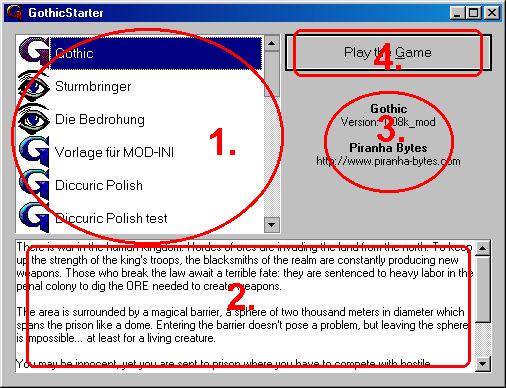 GothicStarter
Gothic
Sturmbringer
Die Bedrohung
Vorlage für MOD-INI
Diccuric Polish
Diccuric Polish test
1.
Play the Game
4.
Gothic
Version: 1.08k_mod
3.
Piranha Bytes
http://www.piranha-bytes.com
There is war in the human kingdom. Hordes of orcs are invading the land from the north. To keep
up the strength of the king's troops, the blacksmiths of the realm are constantly producing new
weapons. Those who break the law await a terrible fate: they are sentenced to heavy labor in the
penal colony to dig the ORE needed to create weapons.
2.
The area is surrounded by a magical barrier, a sphere of two thousand meters in diameter which
spans the prison like a dome. Entering the barrier doesn't pose a problem, but leaving the sphere
is impossible... at least for a living creature.
You may be innocent, yet you are sent to prison where you have to compete with hostile